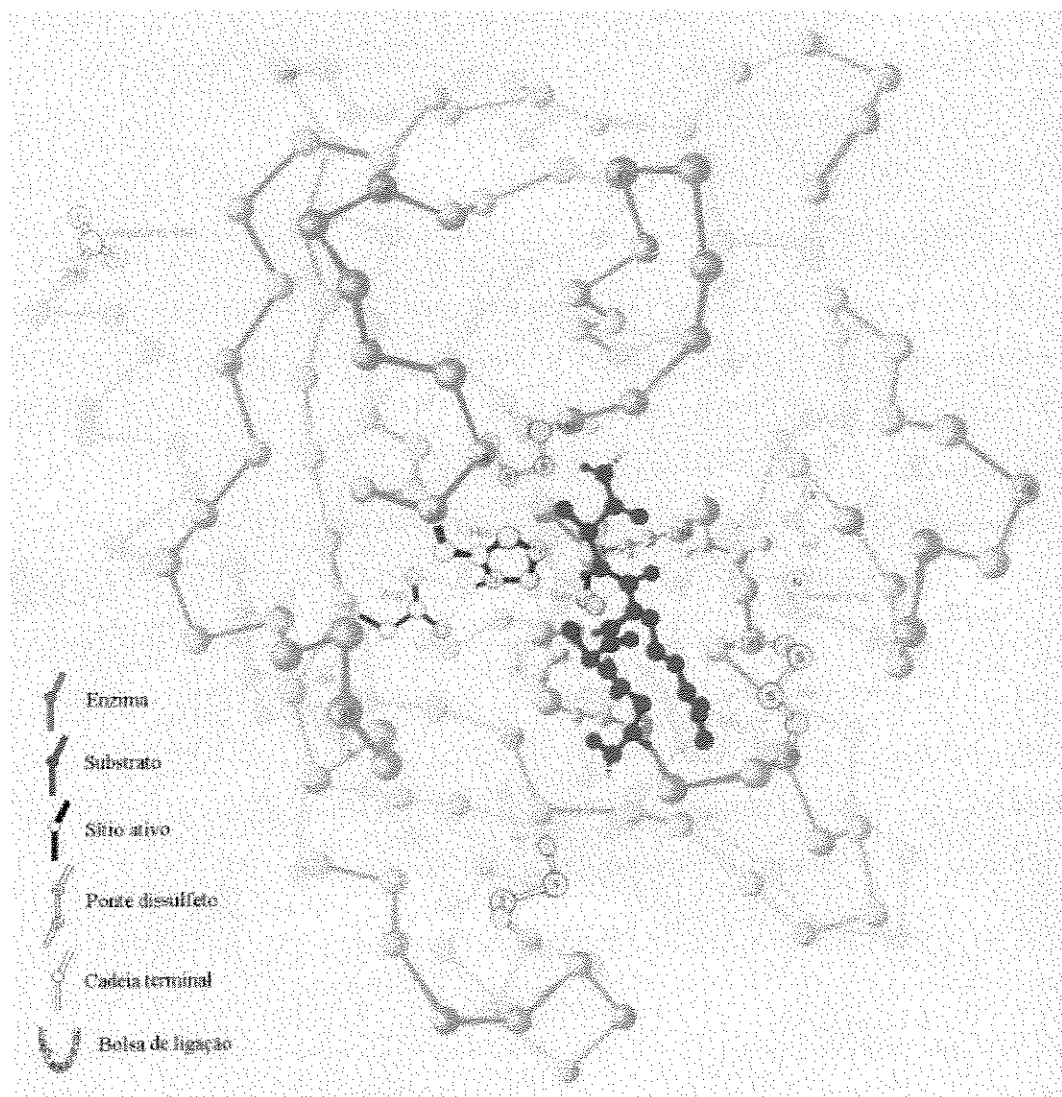 Enzima
Substrato
Sítio ativo
Ponte dissulfeto
Cadeia terminal
Bolsa de ligação